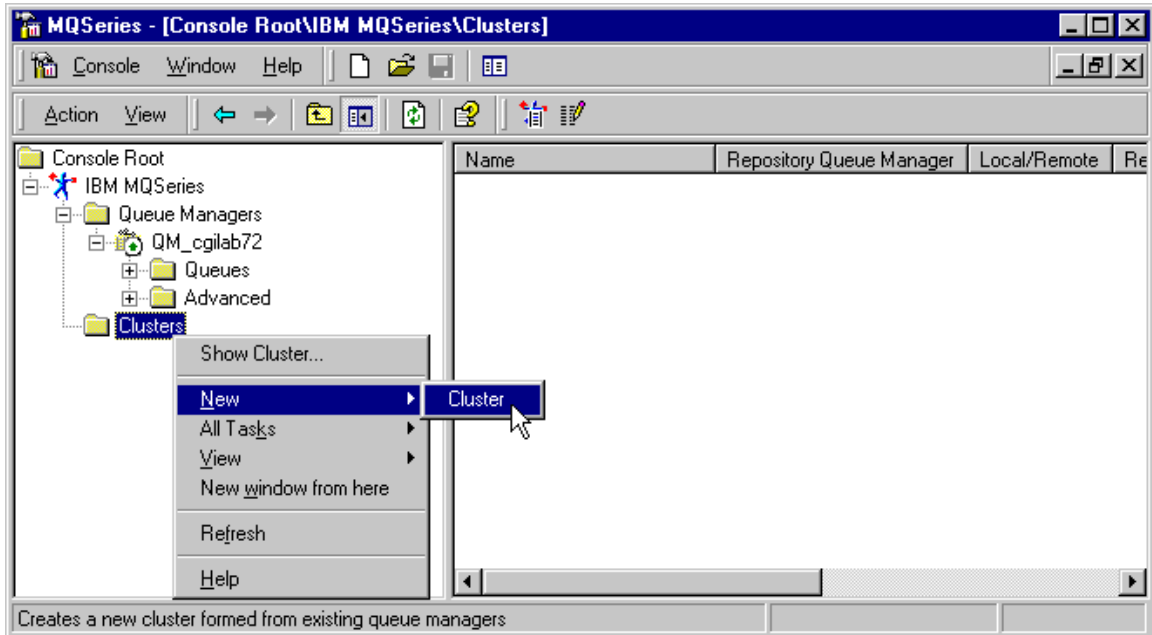 MQSeries - [Console Root\IBM MQSeries\Clusters]
Console Window Help
Action View
Console Root
IBM MQSeries
Queue Managers
QM_cgilab72
Queues
Advanced
Clusters
Name Repository Queue Manager Local/Remote Re
Show Cluster...
New
Cluster
All Tasks
View
New window from here
Refresh
Help
Creates a new cluster formed from existing queue managers